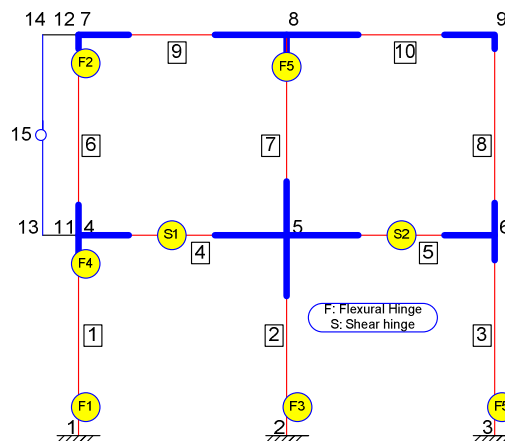 14 12 7 8 9
9 10
F2 F5
15 6 7 8
13 11 4 5 6
S1 S2
4 5
F4
F: Flexural Hinge
S: Shear hinge
1 2 3
F1 F3 F5
1 2 3